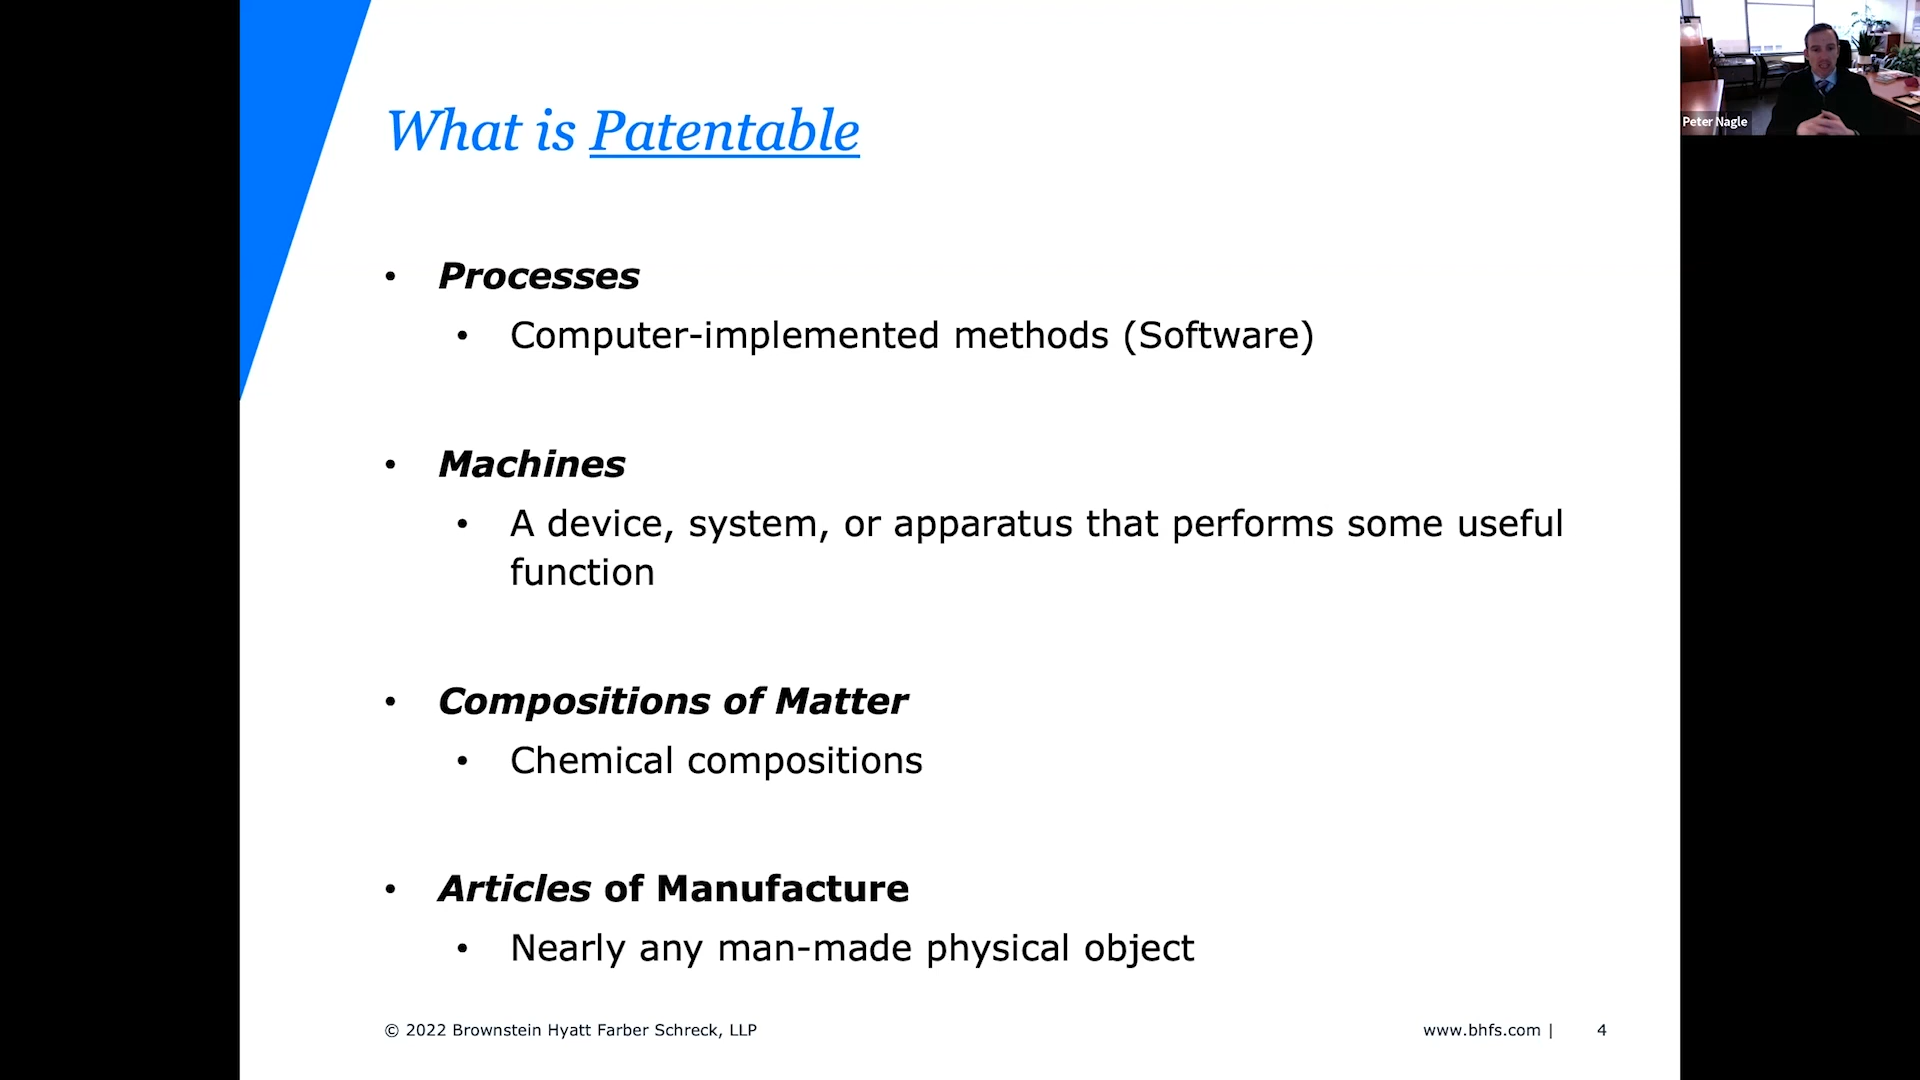 What is Patentable
Peter Nagle
• Processes
• Computer-implemented methods (Software)
• Machines
• A device, system, or apparatus that performs some useful
function
• Compositions of Matter
• Chemical compositions
• Articles of Manufacture
• Nearly any man-made physical object
© 2022 Brownstein Hyatt Farber Schreck, LLP
www.bhfs.com | 4